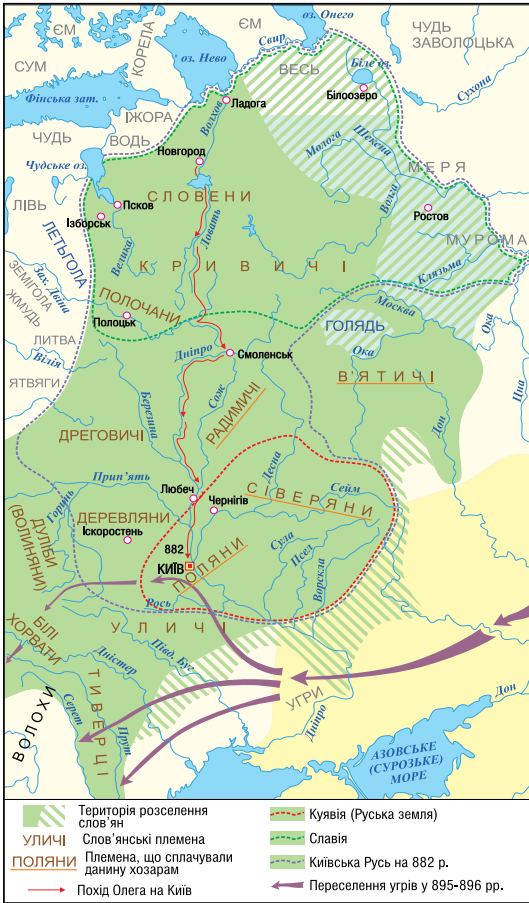 ЄМ
ЄМ
оз. Онего
ЧУДЬ
ЗАВОЛОЦЬКА
СУМ
КОРЕЛА
оз. Нево
Свир
ВЕСЬ
Біле оз.
Білоозеро
Сухона
Фінська зат.
ІЖОРА
Ладога
Волхов
ЧУДЬ
ВОДЬ
Новгород
Молога
Шексна
МЕРЯ
Чудське оз.
Волга
СЛОВЕНИ
ЛІВЬ
Псков
Ізборськ
Ростов
МУРОМА
Ловать
Велика
ЛЕТЬГОЛА
КРИВИЧІ
Клязьма
Зах. Двіна
ЗЕМІГОЛА
ЖМУДЬ
ПОЛОЧАНИ
Полоцьк
Москва
Ока
ГОЛЯДЬ
ЛИТВА
Вілія
Дніпро
Смоленськ
Ока
В'ЯТИЧІ
Цна
ЯТВЯГИ
Березина
Сож
РАДИМИЧІ
Дон
ДРЕГОВИЧІ
Десна
Прип'ять
Любеч
Чернігів
СІВЕРЯНИ
Сейм
Горинь
ДЕРЕВЛЯНИ
Іскоростень
ДУЛІБИ
(ВОЛИНЯНИ)
882
КИЇВ
ПОЛЯНИ
Сула
Псел
Ворскла
Рось
БІЛІ
ХОРВАТИ
УЛИЧІ
Півд. Буг
Дністер
ТИВЕРЦІ
УГРИ
Дон
ВОЛОХИ
Серет
Прут
Дніпро
АЗОВСЬКЕ
(СУРОЗЬКЕ)
МОРЕ
Територія розселення
слов'ян
УЛИЧІ Слов'янські племена
ПОЛЯНИ Племена, що сплачували
данину хозарам
Похід Олега на Київ
Куявія (Руська земля)
Славія
Київська Русь на 882 р.
Переселення угрів у 895-896 рр.